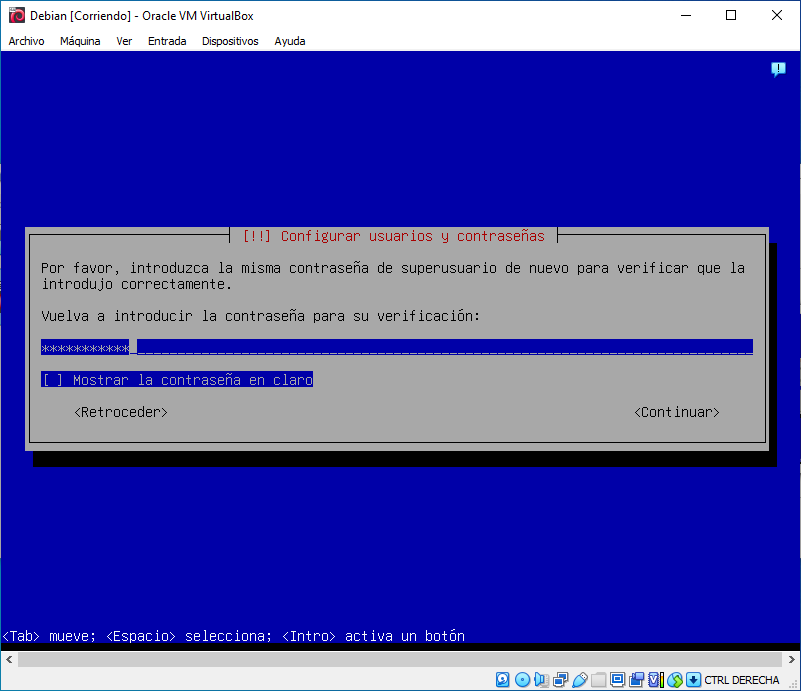 Debian [Corriendo] - Oracle VM VirtualBox
Archivo Máquina Ver Entrada Dispositivos Ayuda
[!!] Configurar usuarios y contraseñas
Por favor, introduzca la misma contraseña de superusuario de nuevo para verificar que la
introdujo correctamente.
Vuelva a introducir la contraseña para su verificación:
***********
[ ] Mostrar la contraseña en claro
<Retroceder> <Continuar>
<Tab> mueve; <Espacio> selecciona; <Intro> activa un botón
CTRL DERECHA